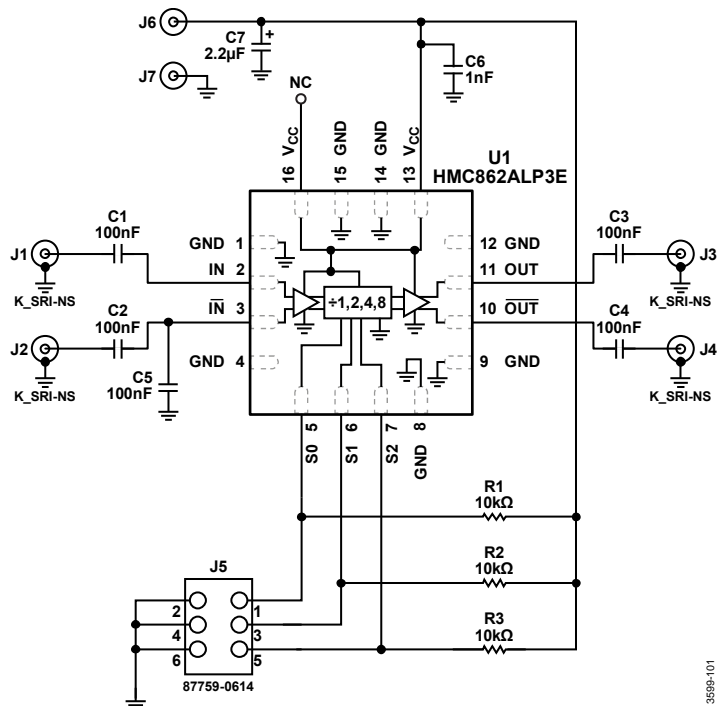 J6
C7
2.2µF
+
C6
1nF
J7
NC
16 VCC
15 GND
14 GND
13 VCC
U1
HMC862ALP3E
C1
100nF
J1
K_SRI-NS
GND 1
IN 2
12 GND
11 OUT
C3
100nF
J3
K_SRI-NS
C2
100nF
J2
K_SRI-NS
I̅N̅ 3
÷1,2,4,8
10 O̅U̅T̅
C4
100nF
J4
K_SRI-NS
C5
100nF
GND 4
9 GND
S0 5
S1 6
S2 7
GND 8
R1
10kΩ
R2
10kΩ
R3
10kΩ
J5
2 1
4 3
6 5
87759-0614
3599-101